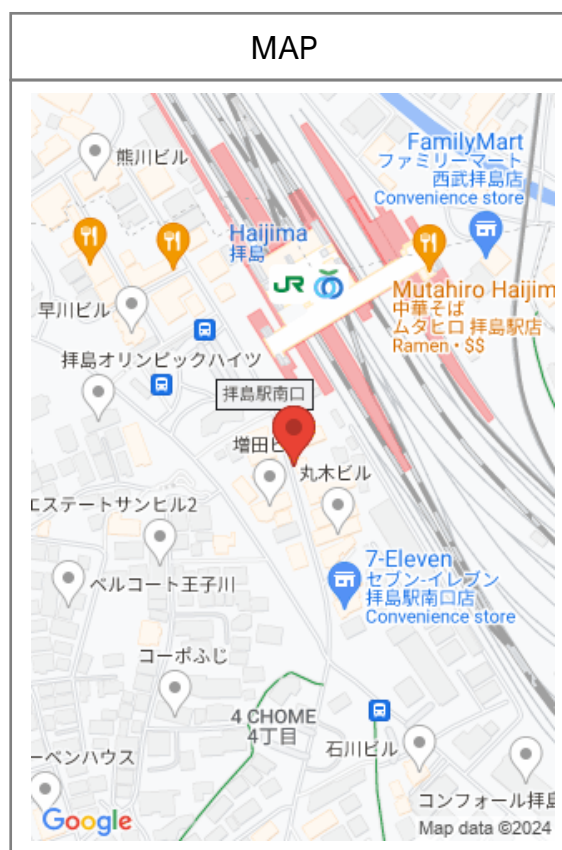 MAP
FamilyMart
ファミリーマート
西武拝島店
Convenience store
熊川ビル
Haijima
拝島
JR
Mutahiro Haijim
中華そば
ムタヒロ 拝島駅店
Ramen・$$
早川ビル
拝島オリンピックハイツ
拝島駅南口
増田ビ
丸木ビル
エステートサンヒル2
7-Eleven
セブン-イレブン
拝島駅南口店
Convenience store
ベルコート王子川
コーポふじ
4 CHOME
4丁目
石川ビル
ーベンハウス
コンフォール拝島
Google
Map data ©2024